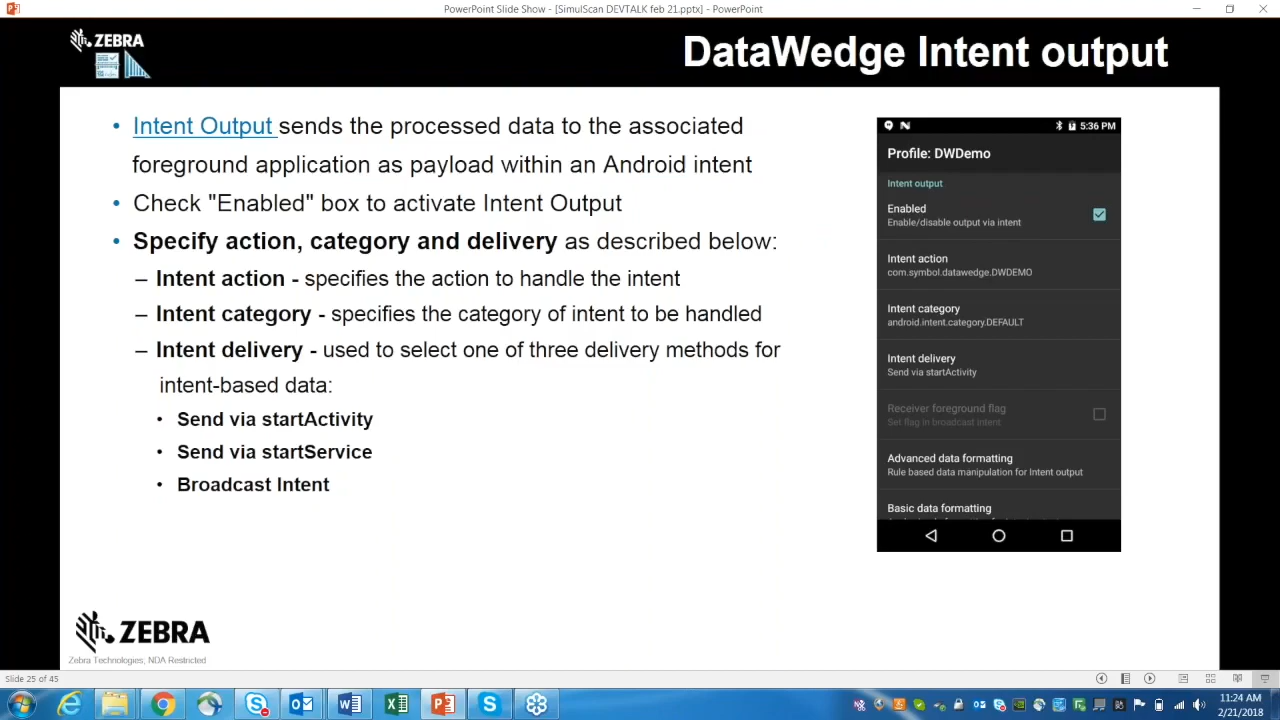 PowerPoint Slide Show - [SimulScan DEVTALK feb 21.pptx] - PowerPoint
ZEBRA
DataWedge Intent output
• Intent Output sends the processed data to the associated
foreground application as payload within an Android intent
• Check "Enabled" box to activate Intent Output
• Specify action, category and delivery as described below:
– Intent action - specifies the action to handle the intent
– Intent category - specifies the category of intent to be handled
– Intent delivery - used to select one of three delivery methods for
intent-based data:
• Send via startActivity
• Send via startService
• Broadcast Intent
5:36 PM
Profile: DWDemo
Intent output
Enabled
Enable/disable output via intent
Intent action
com.symbol.datawedge.DWDEMO
Intent category
android.intent.category.DEFAULT
Intent delivery
Send via startActivity
Receiver foreground flag
Set flag in broadcast intent
Advanced data formatting
Rule based data manipulation for Intent output
Basic data formatting
ZEBRA
Zebra Technologies, NDA Restricted
Slide 25 of 45
11:24 AM
2/21/2018